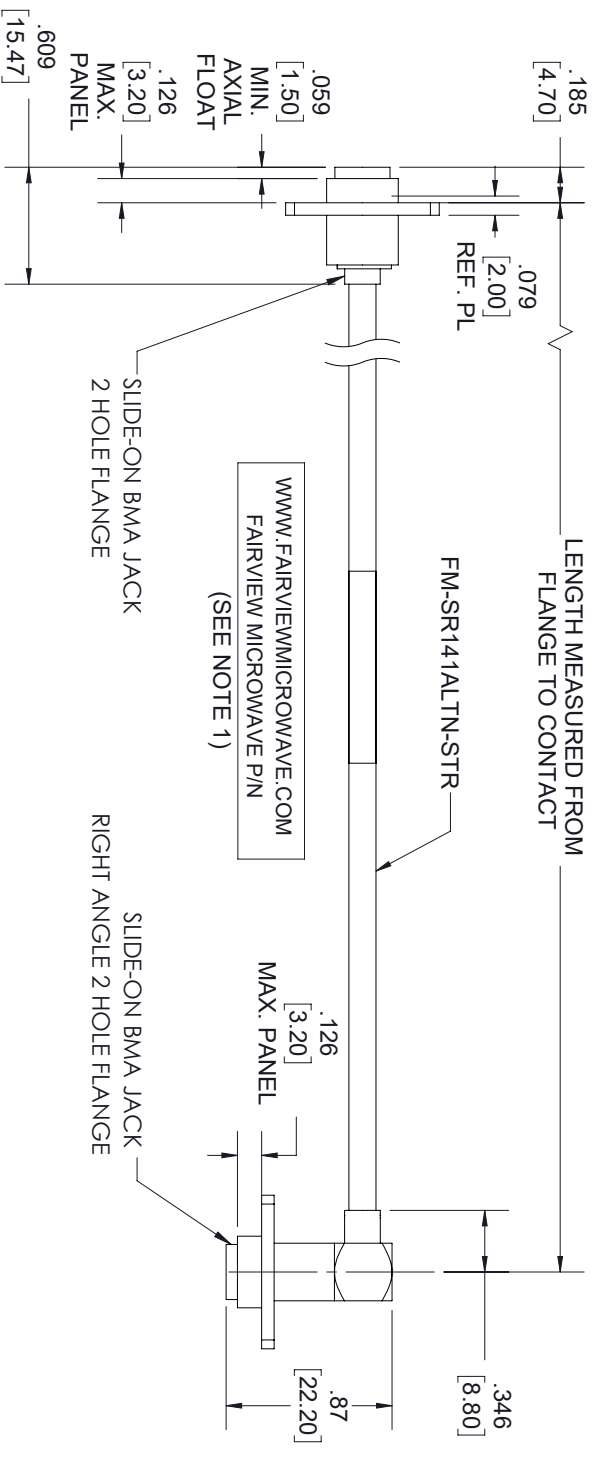 .185
[4.70]
LENGTH MEASURED FROM
FLANGE TO CONTACT
.079
[2.00]
REF. PL
FM-SR141ALTN-STR
.346
[8.80]
.059
[1.50]
MIN.
AXIAL
FLOAT
.126
[3.20]
MAX.
PANEL
.609
[15.47]
WWW.FAIRVIEWMICROWAVE.COM
FAIRVIEW MICROWAVE P/N
(SEE NOTE 1)
.126
[3.20]
MAX. PANEL
.87
[22.20]
SLIDE-ON BMA JACK
2 HOLE FLANGE
SLIDE-ON BMA JACK
RIGHT ANGLE 2 HOLE FLANGE